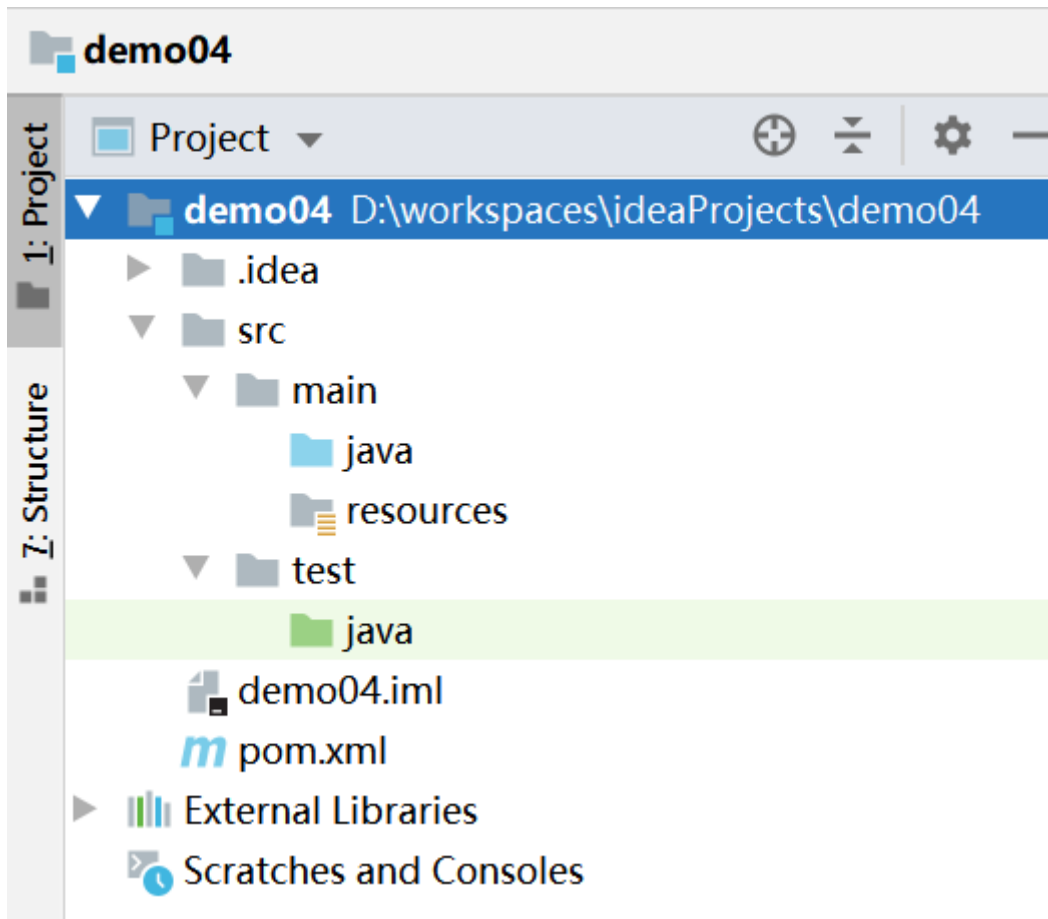 demo04
Project
1: Project
demo04 D:\workspaces\ideaProjects\demo04
.idea
src
main
java
resources
test
java
demo04.iml
pom.xml
External Libraries
Scratches and Consoles
7: Structure